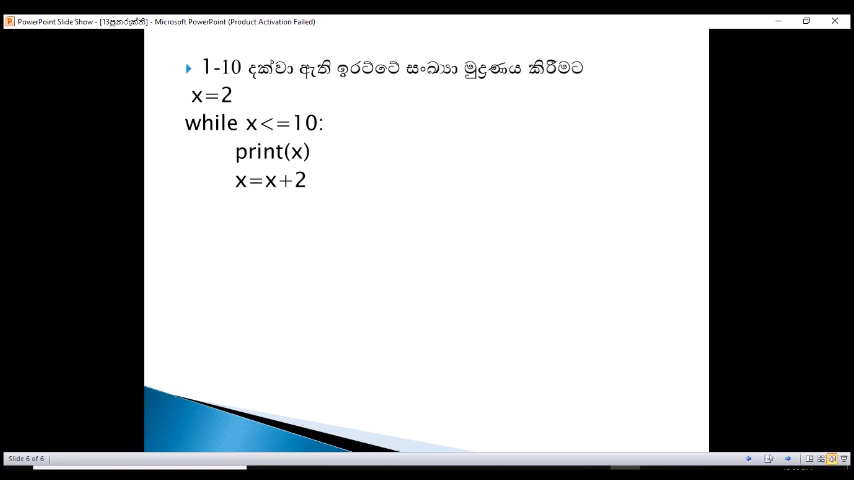 PowerPoint Slide Show - [13පුනරුක්ති] - Microsoft PowerPoint (Product Activation Failed)
1-10 දක්වා ඇති ඉරට්ටේ සංඛ්‍යා මුද්‍රණය කිරීමට
x=2
while x<=10:
print(x)
x=x+2
Slide 6 of 6